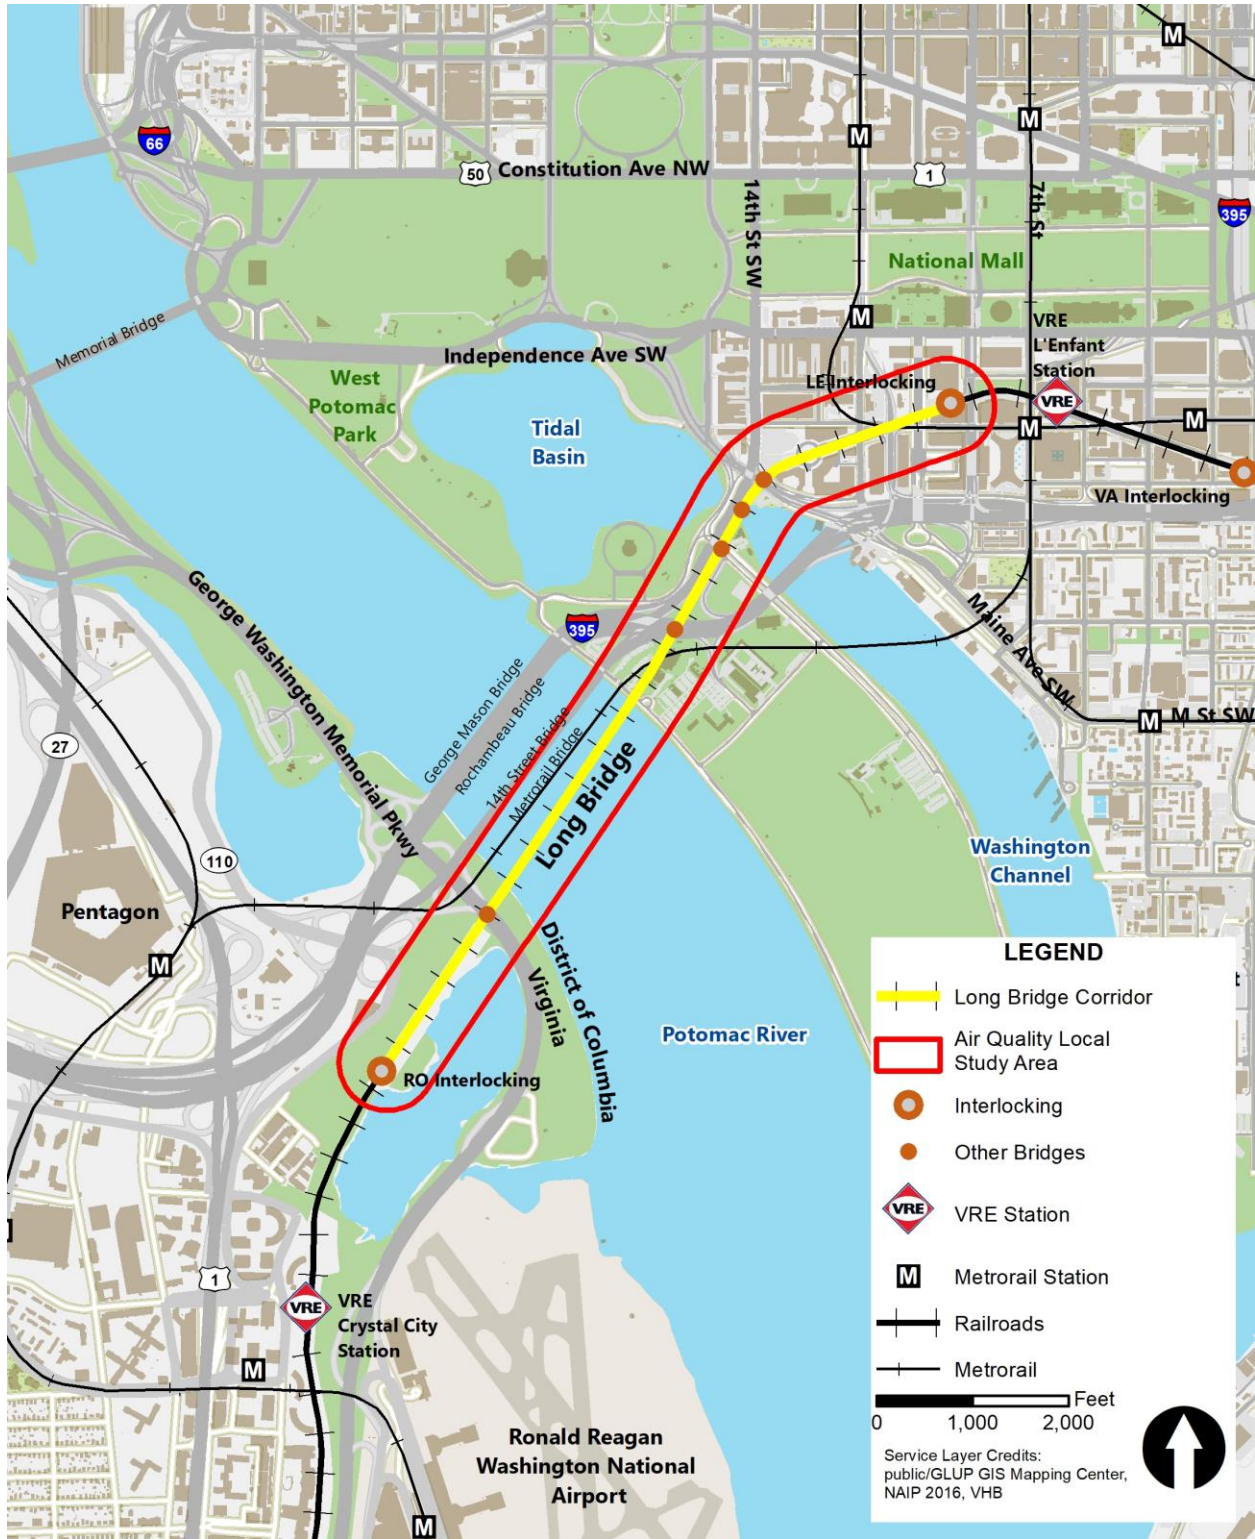 M
66
M
M
50
Constitution Ave NW
1
14th St SW
7th St
395
National Mall
Memorial Bridge
M
VRE
L'Enfant
Station
Independence Ave SW
LE Interlocking
West
Potomac
Park
VRE
Tidal
Basin
M
M
VA Interlocking
George Washington Memorial Pkwy
395
Maine Ave SW
M
M St SW
27
George Mason Bridge
Rochambeau Bridge
14th Street Bridge
Metrorail Bridge
Long Bridge
110
Washington
Channel
Pentagon
M
District of Columbia
Virginia
Potomac River
RO Interlocking
1
VRE
VRE
Crystal City
Station
M
Ronald Reagan
Washington National
Airport
M
LEGEND
Long Bridge Corridor
Air Quality Local
Study Area
Interlocking
Other Bridges
VRE
VRE Station
M
Metrorail Station
Railroads
Metrorail
Feet
0 1,000 2,000
Service Layer Credits:
public/GLUP GIS Mapping Center,
NAIP 2016, VHB